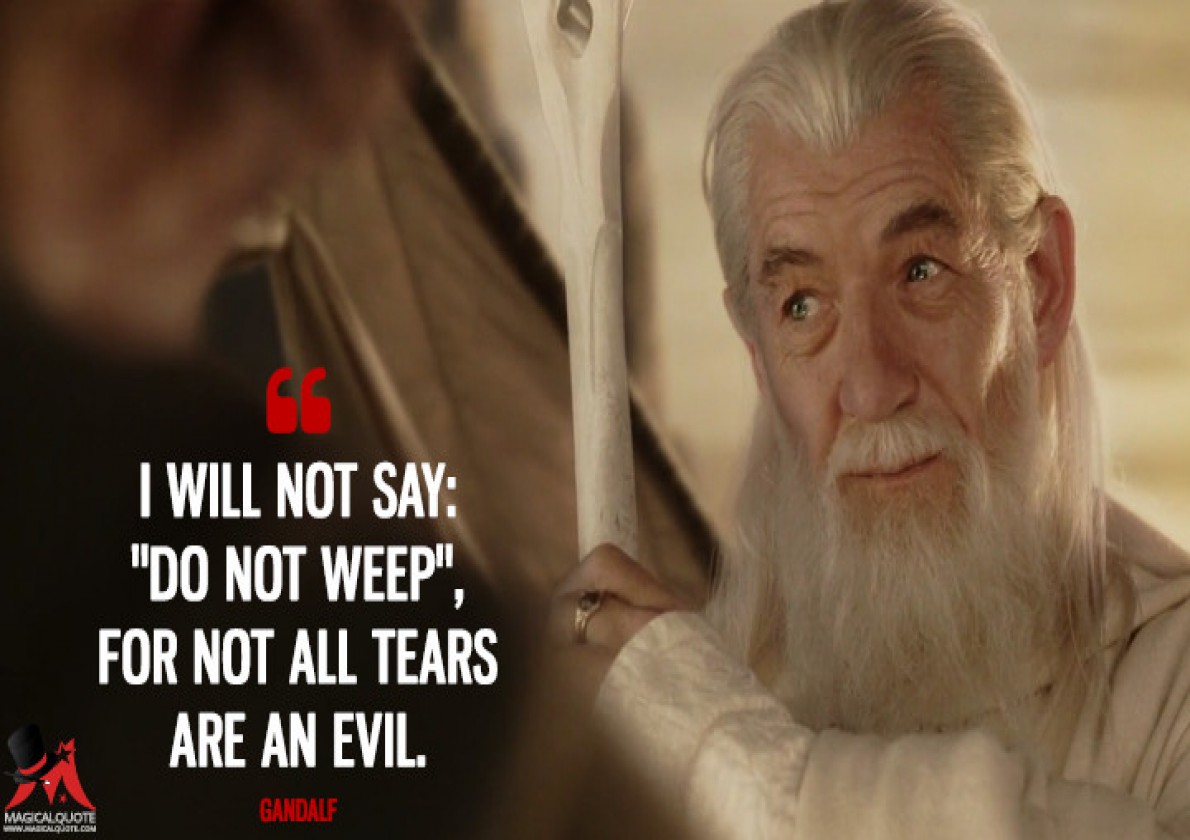 I WILL NOT SAY:
"DO NOT WEEP",
FOR NOT ALL TEARS
ARE AN EVIL.
GANDALF
MAGICALQUOTE
WWW.MAGICALQUOTE.COM